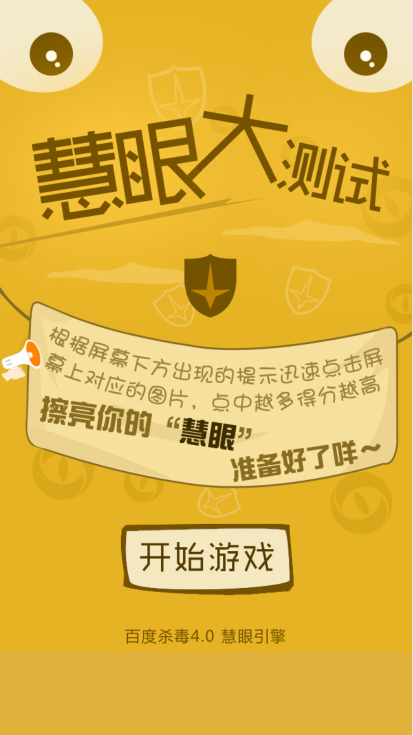 慧眼大测试
根据屏幕下方出现的提示迅速点击屏
幕上对应的图片，点中越多得分越高
擦亮你的“慧眼”
准备好了咩～
开始游戏
百度杀毒4.0 慧眼引擎